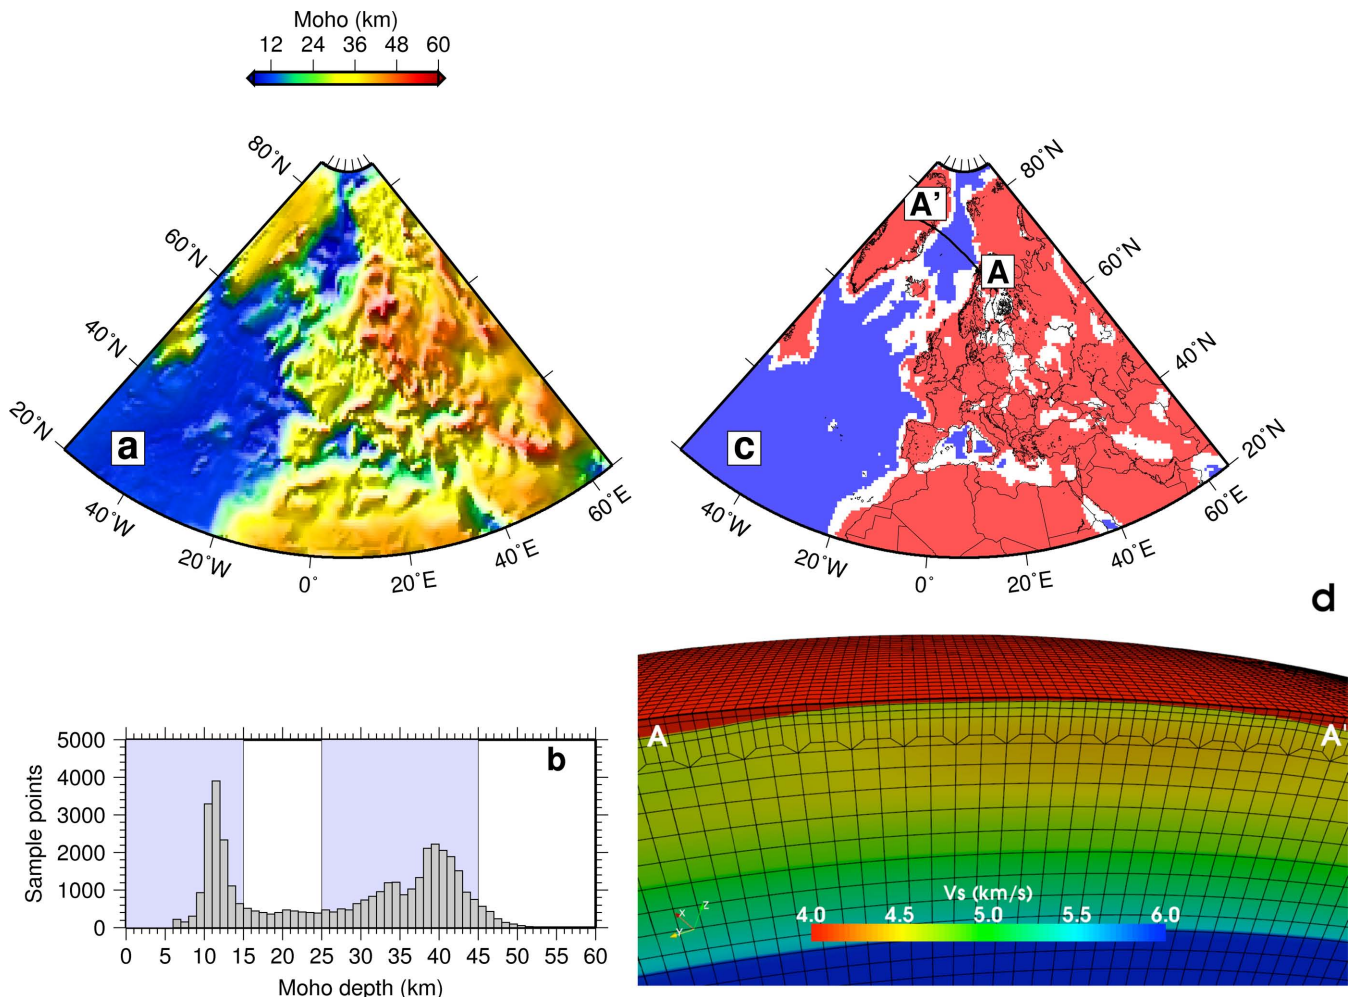 Moho (km)
12 24 36 48 60
80°N
60°N
40°N
20°N
40°W
20°W
0°
20°E
40°E
60°E
a
80°N
60°N
40°N
20°N
40°W
20°W
0°
20°E
40°E
60°E
A'
A
c
d
5000
4000
3000
2000
1000
0
Sample points
b
0 5 10 15 20 25 30 35 40 45 50 55 60
Moho depth (km)
A
A'
Vs (km/s)
4.0 4.5 5.0 5.5 6.0
X
Y
Z